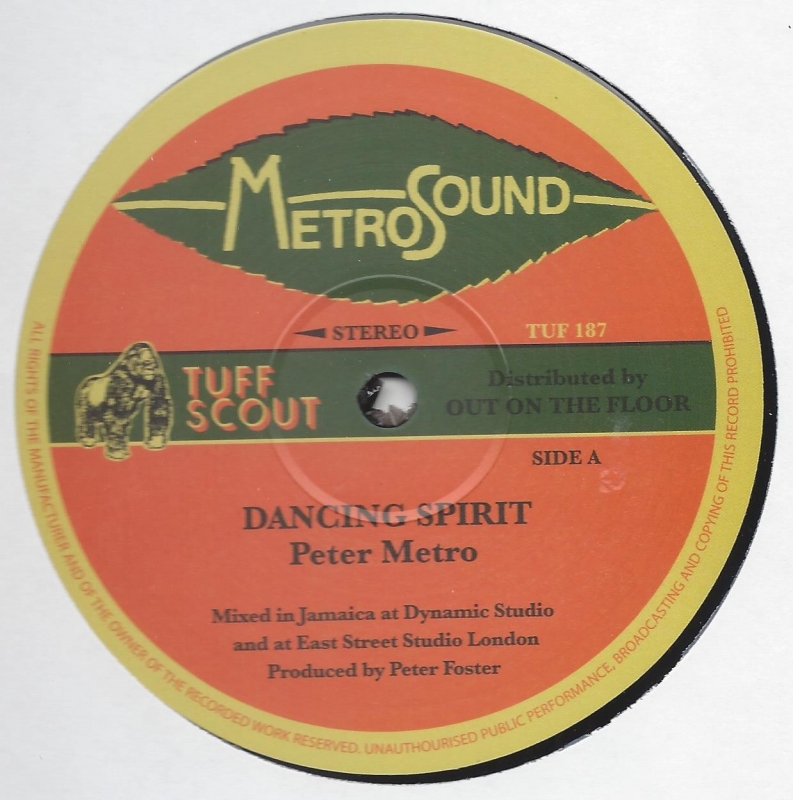 METROSOUND
STEREO
TUF 187
TUFF
SCOUT
Distributed by
OUT ON THE FLOOR
SIDE A
DANCING SPIRIT
Peter Metro
Mixed in Jamaica at Dynamic Studio
and at East Street Studio London
Produced by Peter Foster
ALL RIGHTS OF THE MANUFACTURER AND OF THE OWNER OF THE RECORDED WORK RESERVED. UNAUTHOURISED PUBLIC PERFORMANCE, BROADCASTING AND COPYING OF THIS RECORD PROHIBITED